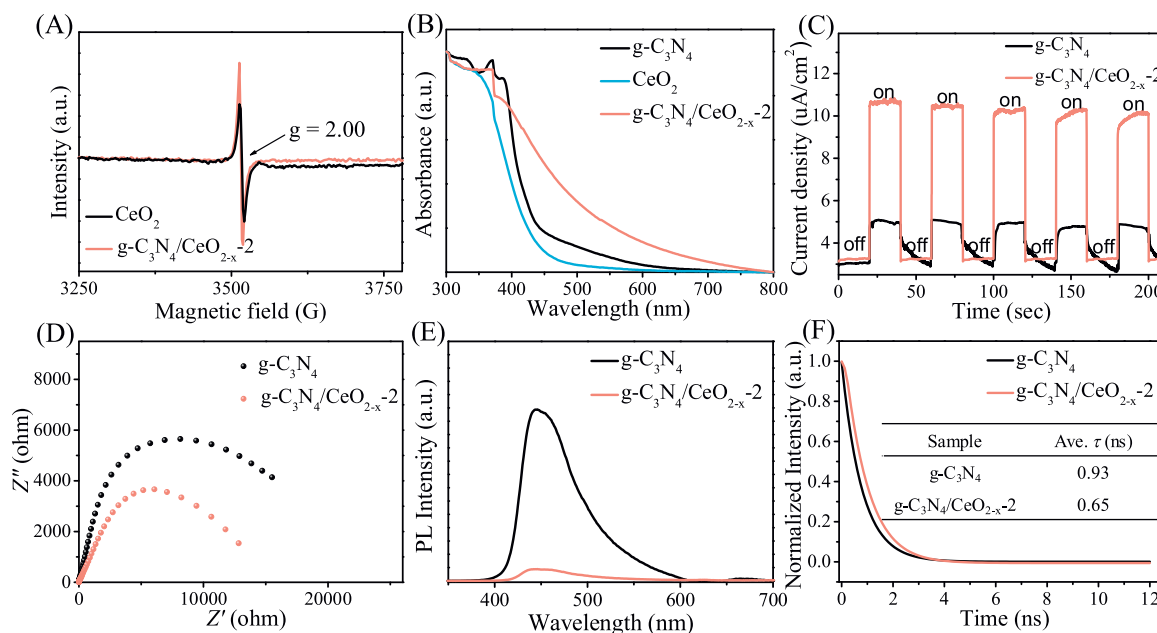 (A)
Intensity (a.u.)
g = 2.00
CeO₂
g-C₃N₄/CeO₂₋ₓ-2
3250
3500
3750
Magnetic field (G)
(B)
Absorbance (a.u.)
g-C₃N₄
CeO₂
g-C₃N₄/CeO₂₋ₓ-2
300
400
500
600
700
800
Wavelength (nm)
(C)
Current density (uA/cm²)
g-C₃N₄
g-C₃N₄/CeO₂₋ₓ-2
12
10
8
6
4
on
on
on
on
on
off
off
off
off
off
0
50
100
150
200
Time (sec)
(D)
Z″ (ohm)
g-C₃N₄
g-C₃N₄/CeO₂₋ₓ-2
8000
6000
4000
2000
0
0
10000
20000
Z′ (ohm)
(E)
PL Intensity (a.u.)
g-C₃N₄
g-C₃N₄/CeO₂₋ₓ-2
400
500
600
700
Wavelength (nm)
(F)
Normalized Intensity (a.u.)
g-C₃N₄
g-C₃N₄/CeO₂₋ₓ-2
Sample Ave. τ (ns)
g-C₃N₄ 0.93
g-C₃N₄/CeO₂₋ₓ-2 0.65
1.0
0.8
0.6
0.4
0.2
0.0
0
2
4
6
8
10
12
Time (ns)